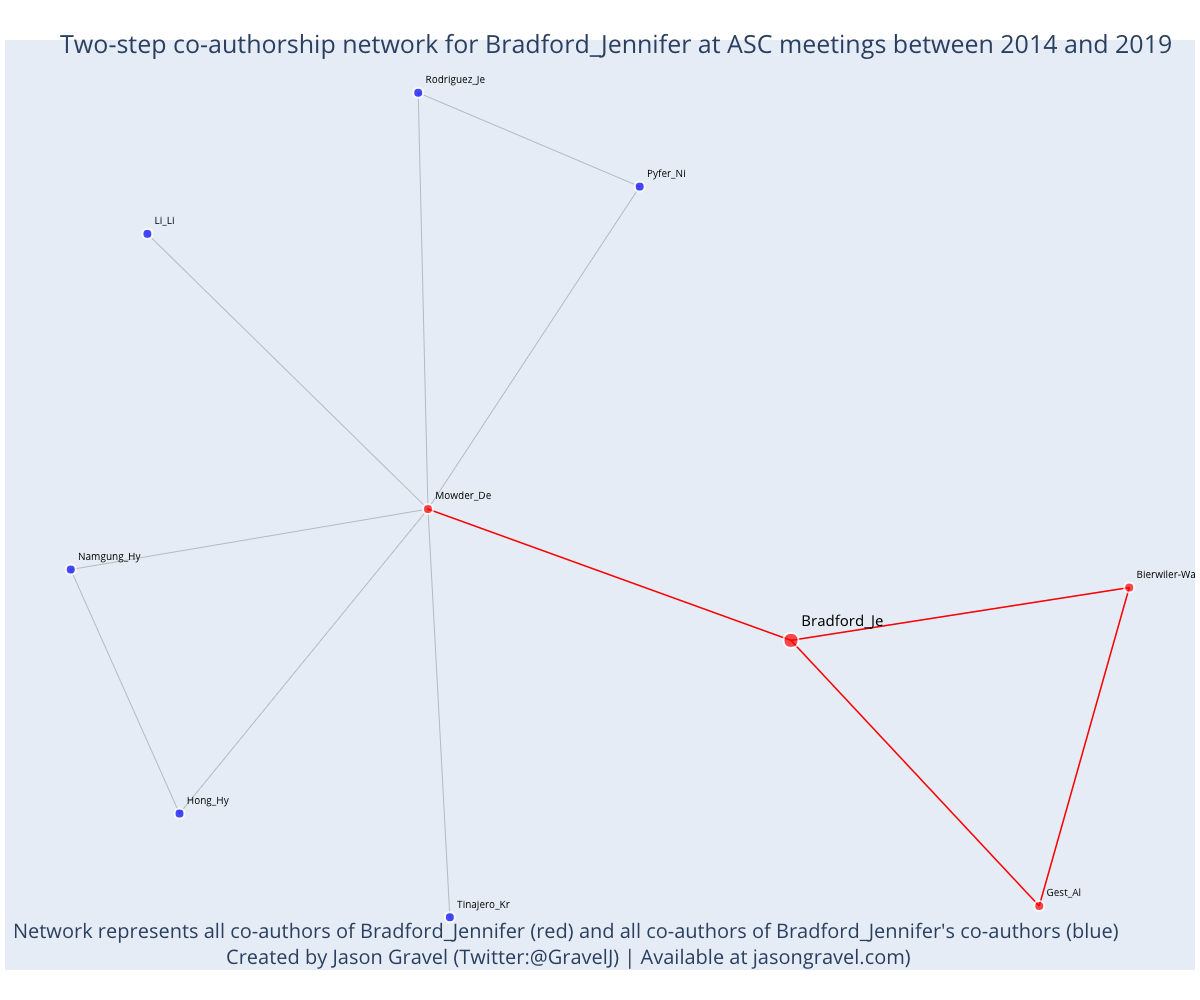 Two-step co-authorship network for Bradford_Jennifer at ASC meetings between 2014 and 2019
Rodriguez_Je
Pyfer_Ni
Li_Li
Mowder_De
Namgung_Hy
Bierwiler-Wa
Bradford_Je
Hong_Hy
Gest_Al
Tinajero_Kr
Network represents all co-authors of Bradford_Jennifer (red) and all co-authors of Bradford_Jennifer's co-authors (blue)
Created by Jason Gravel (Twitter:@GravelJ) | Available at jasongravel.com)